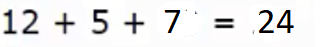 12 + 5 + 7 = 24